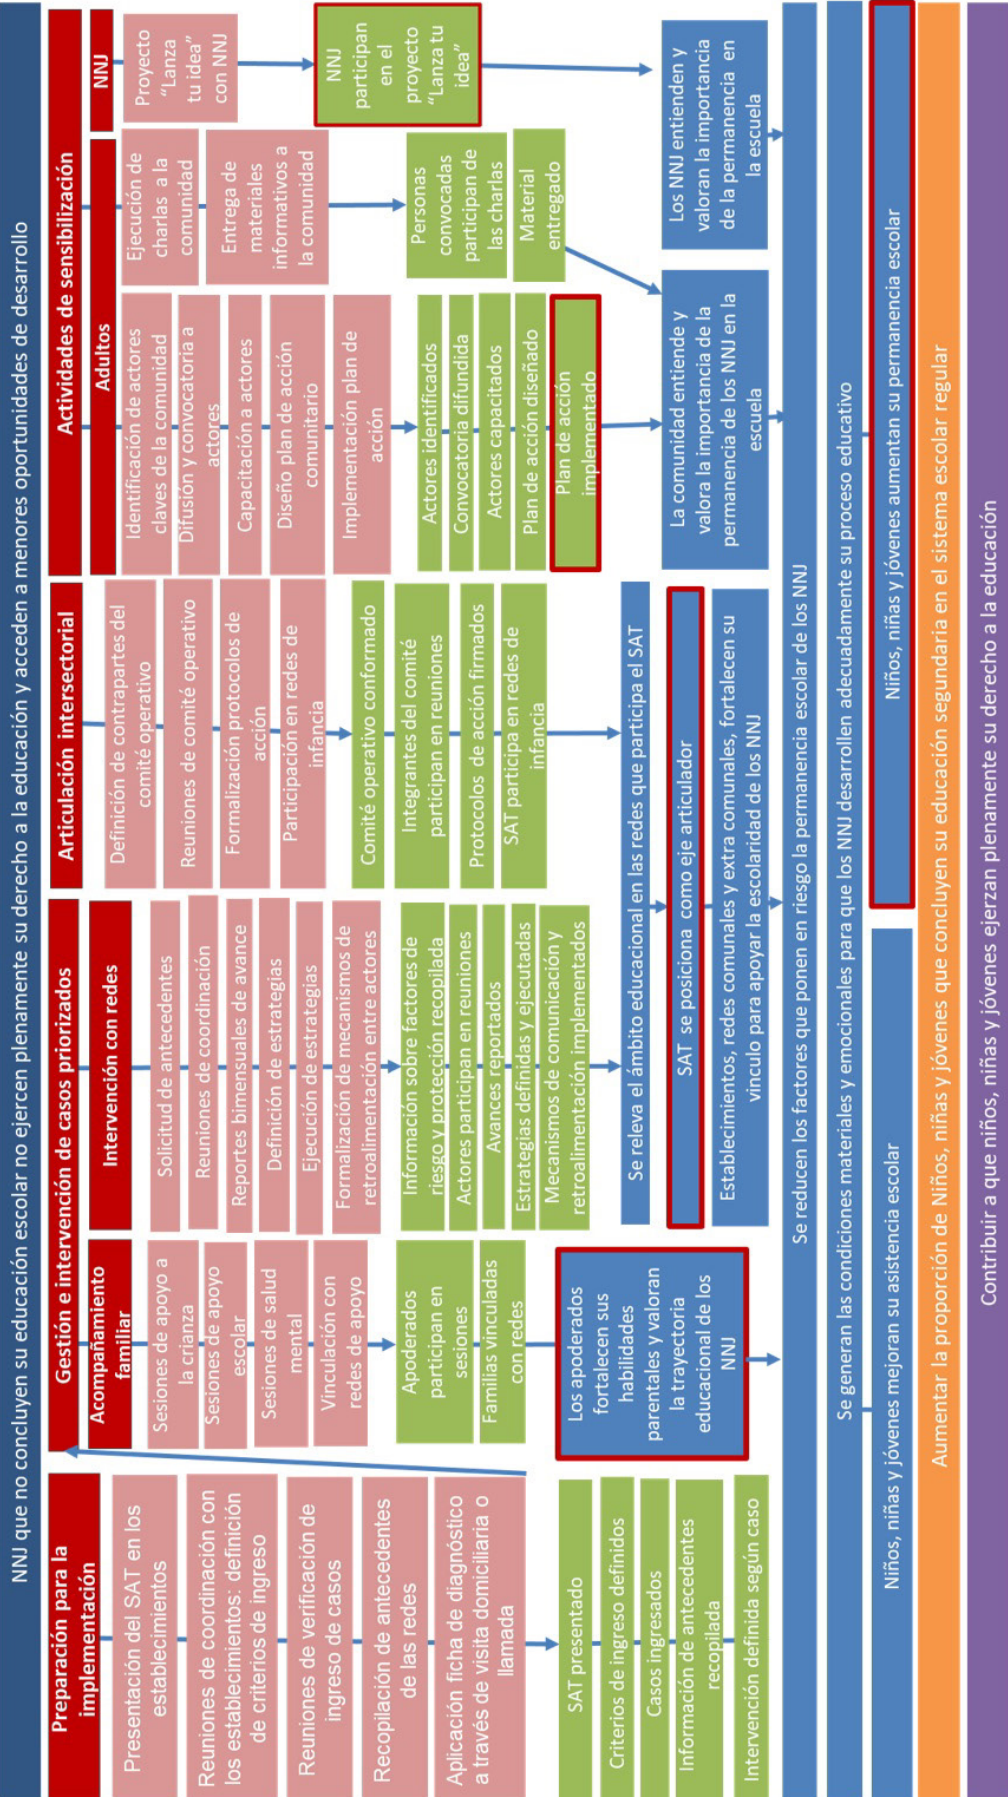 NNJ que no concluyen su educación escolar no ejercen plenamente su derecho a la educación y acceden a menores oportunidades de desarrollo
Preparación para la
implementación
Presentación del SAT en los
establecimientos
Reuniones de coordinación con
los establecimientos: definición
de criterios de ingreso
Reuniones de verificación de
ingreso de casos
Recopilación de antecedentes
de las redes
Aplicación ficha de diagnóstico
a través de visita domiciliaria o
llamada
SAT presentado
Criterios de ingreso definidos
Casos ingresados
Información de antecedentes
recopilada
Intervención definida según caso
Gestión e intervención de casos priorizados
Acompañamiento
familiar
Sesiones de apoyo a
la crianza
Sesiones de apoyo
escolar
Sesiones de salud
mental
Vinculación con
redes de apoyo
Apoderados
participan en
sesiones
Familias vinculadas
con redes
Los apoderados
fortalecen sus
habilidades
parentales y valoran
la trayectoria
educacional de los
NNJ
Intervención con redes
Solicitud de antecedentes
Reuniones de coordinación
Reportes bimensuales de avance
Definición de estrategias
Ejecución de estrategias
Formalización de mecanismos de
retroalimentación entre actores
Información sobre factores de
riesgo y protección recopilada
Actores participan en reuniones
Avances reportados
Estrategias definidas y ejecutadas
Mecanismos de comunicación y
retroalimentación implementados
Articulación intersectorial
Definición de contrapartes del
comité operativo
Reuniones de comité operativo
Formalización protocolos de
acción
Participación en redes de
infancia
Comité operativo conformado
Integrantes del comité
participan en reuniones
Protocolos de acción firmados
SAT participa en redes de
infancia
Se releva el ámbito educacional en las redes que participa el SAT
SAT se posiciona como eje articulador
Establecimientos, redes comunales y extra comunales, fortalecen su
vínculo para apoyar la escolaridad de los NNJ
Actividades de sensibilización
Adultos
Identificación de actores
claves de la comunidad
Difusión y convocatoria a
actores
Capacitación a actores
Diseño plan de acción
comunitario
Implementación plan de
acción
Actores identificados
Convocatoria difundida
Actores capacitados
Plan de acción diseñado
Plan de acción
implementado
Ejecución de
charlas a la
comunidad
Entrega de
materiales
informativos a
la comunidad
Personas
convocadas
participan de
las charlas
Material
entregado
La comunidad entiende y
valora la importancia de la
permanencia de los NNJ en la
escuela
NNJ
Proyecto
“Lanza
tu idea”
con NNJ
NNJ
participan
en el
proyecto
“Lanza tu
idea”
Los NNJ entienden y
valoran la importancia
de la permanencia en
la escuela
Se reducen los factores que ponen en riesgo la permanencia escolar de los NNJ
Se generan las condiciones materiales y emocionales para que los NNJ desarrollen adecuadamente su proceso educativo
Niños, niñas y jóvenes mejoran su asistencia escolar
Niños, niñas y jóvenes aumentan su permanencia escolar
Aumentar la proporción de Niños, niñas y jóvenes que concluyen su educación segundaria en el sistema escolar regular
Contribuir a que niños, niñas y jóvenes ejerzan plenamente su derecho a la educación